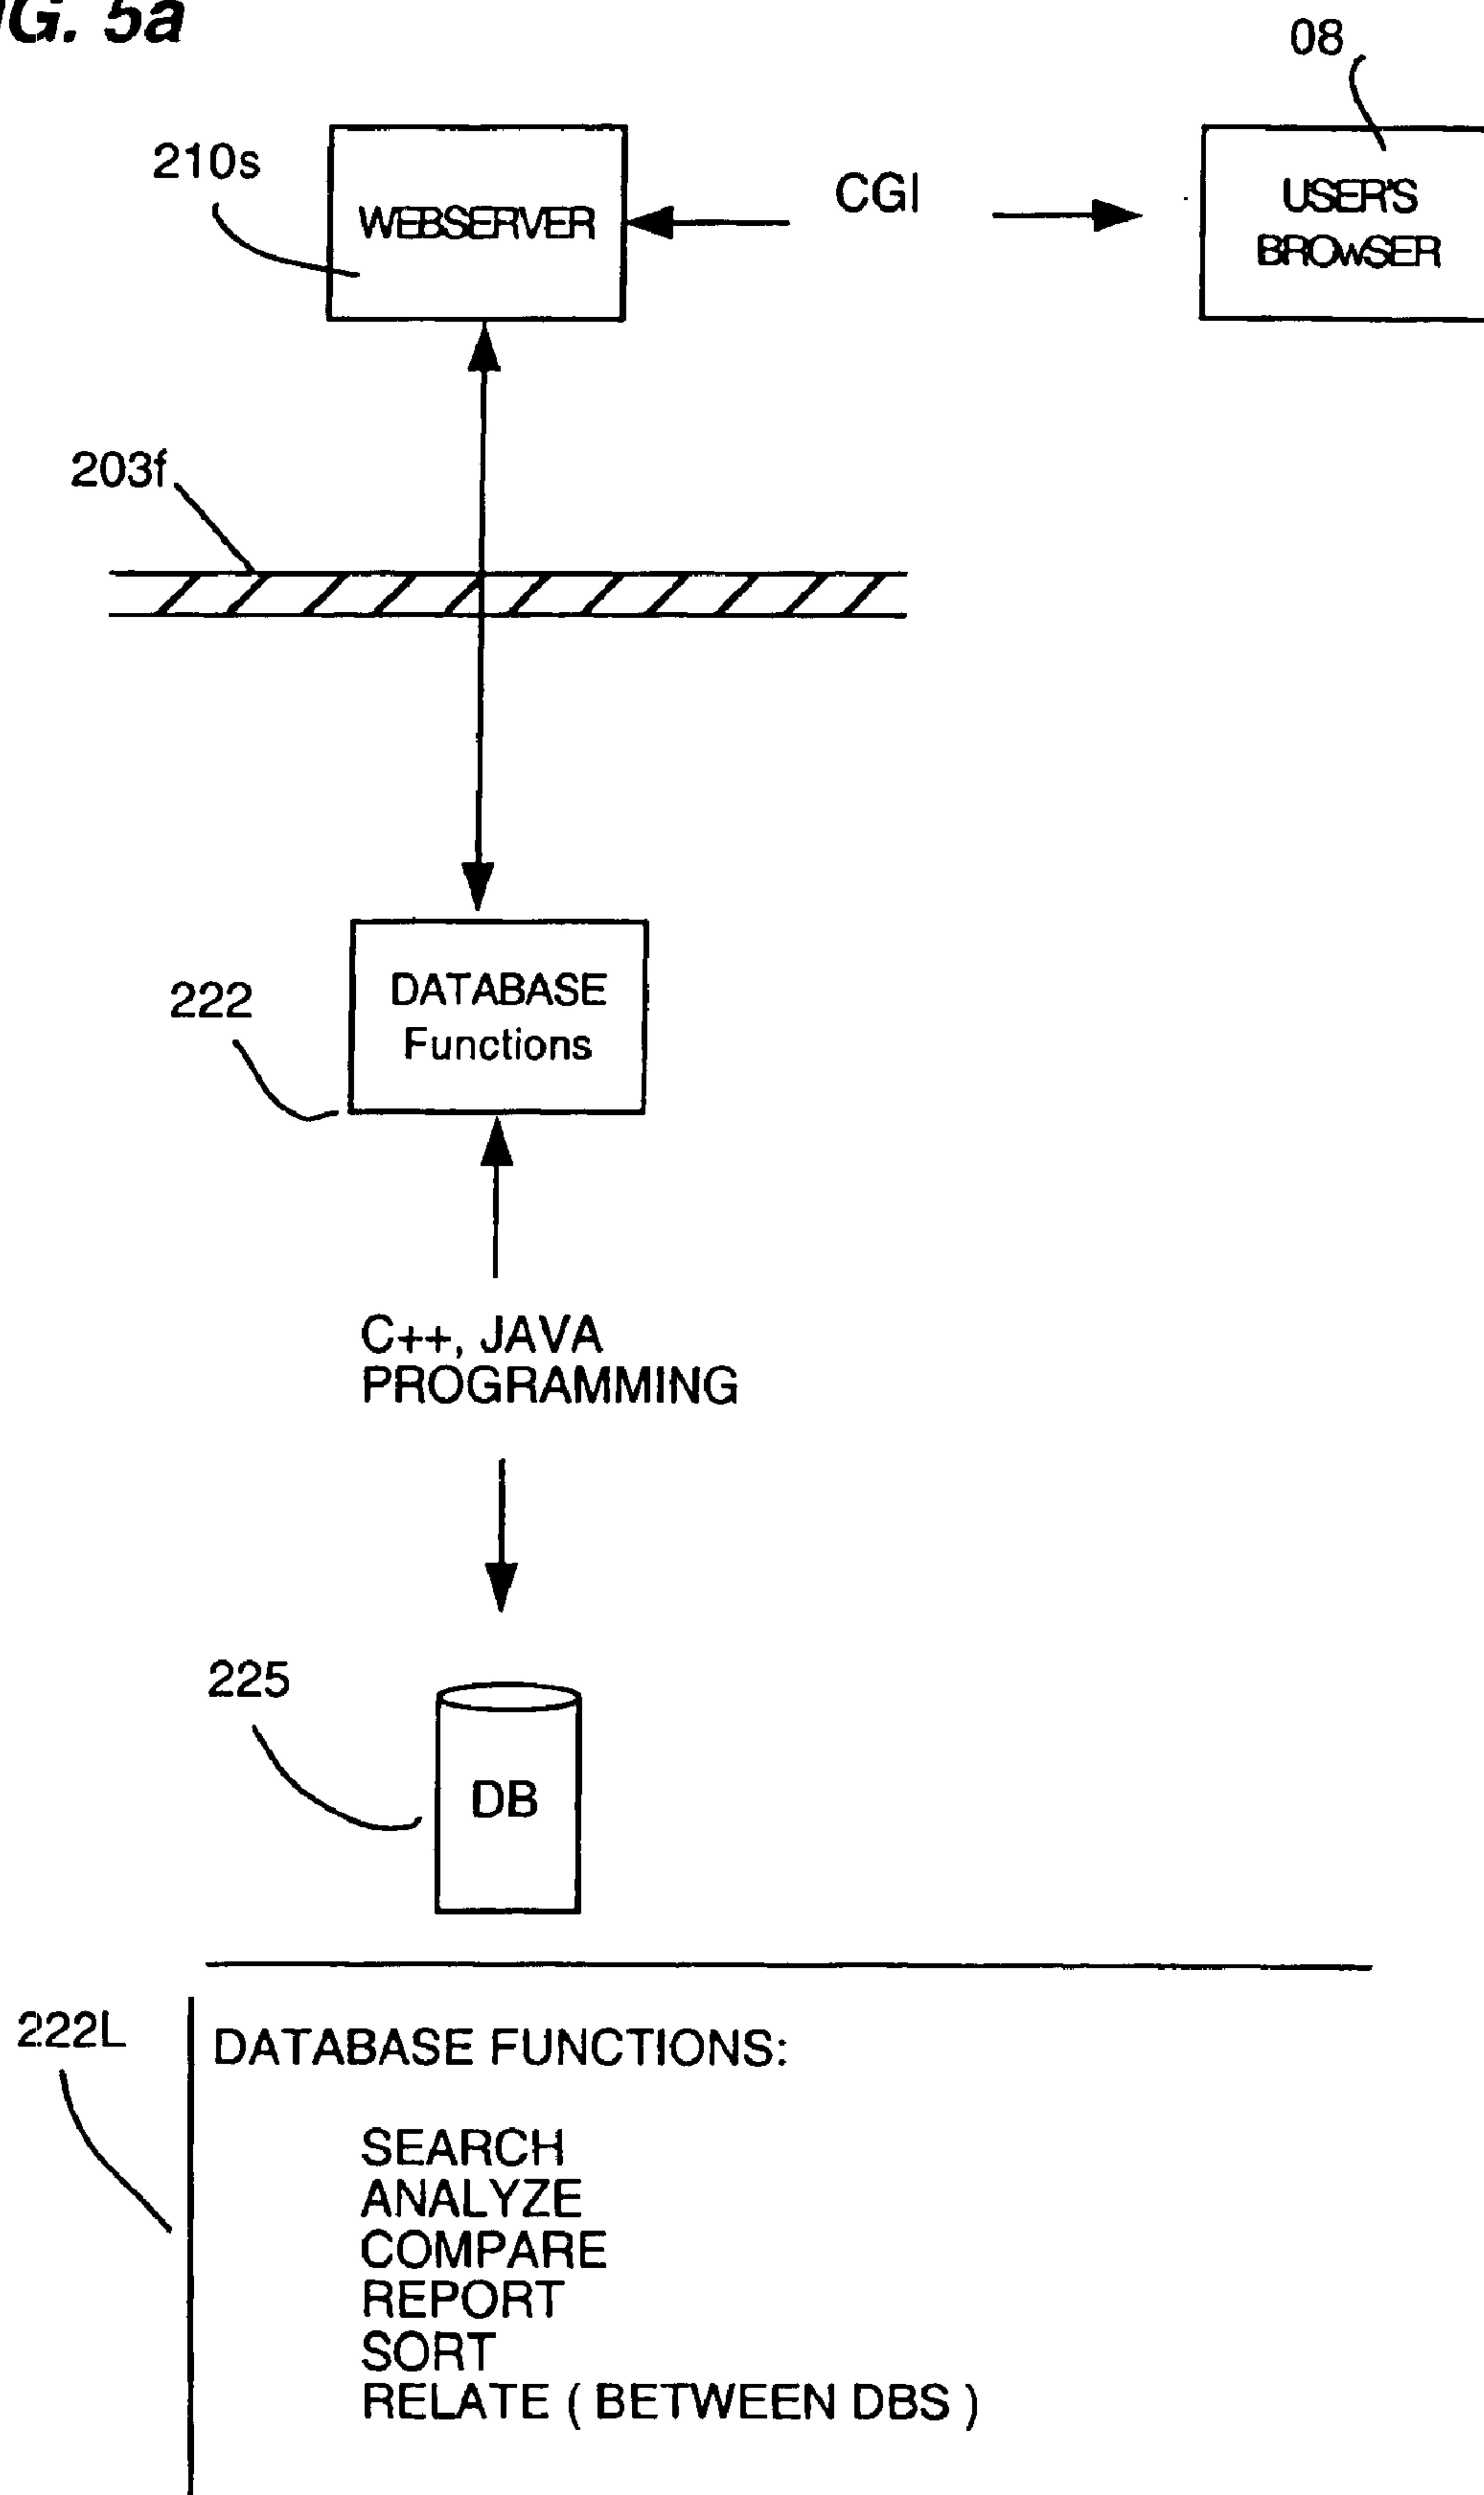 G. 5a
08
210s
WEBSERVER
CGI
USER'S
BROWSER
203f
222
DATABASE
Functions
C++, JAVA
PROGRAMMING
225
DB
222L
DATABASE FUNCTIONS:
SEARCH
ANALYZE
COMPARE
REPORT
SORT
RELATE ( BETWEEN DBS )